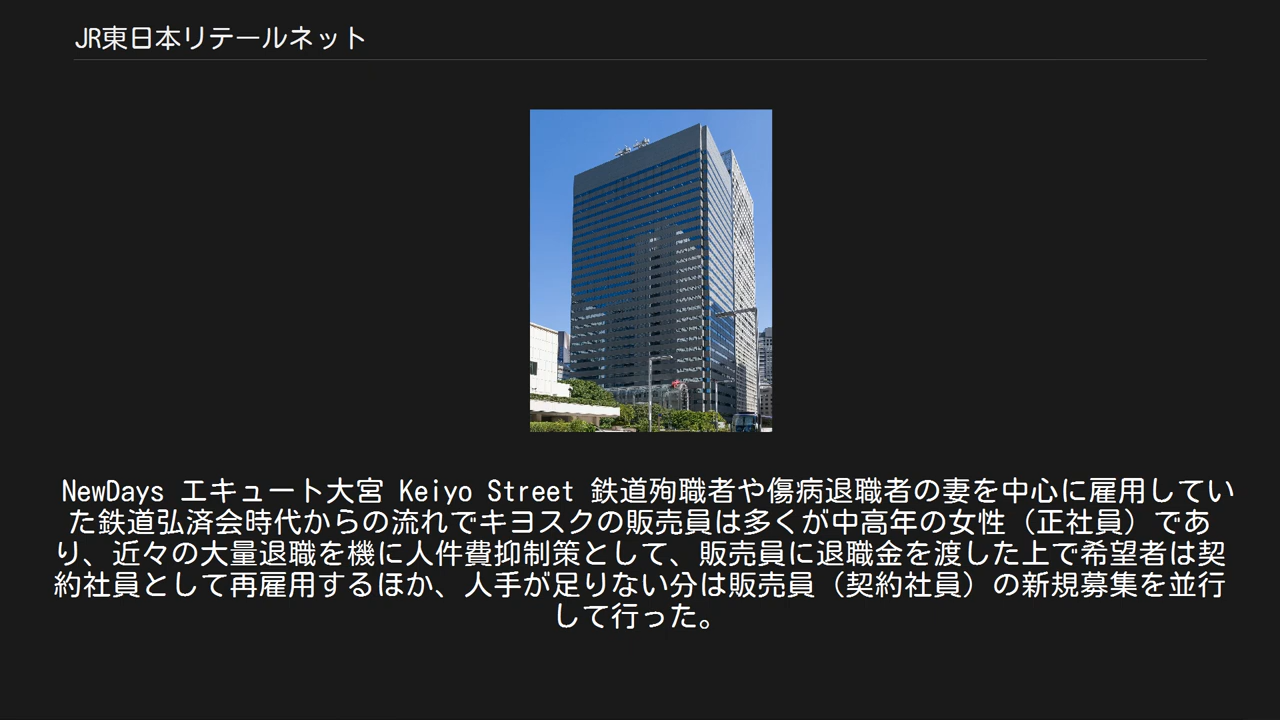 JR東日本リテールネット
NewDays エキュート大宮 Keiyo Street 鉄道殉職者や傷病退職者の妻を中心に雇用してい
た鉄道弘済会時代からの流れでキヨスクの販売員は多くが中高年の女性（正社員）であ
り、近々の大量退職を機に人件費抑制策として、販売員に退職金を渡した上で希望者は契
約社員として再雇用するほか、人手が足りない分は販売員（契約社員）の新規募集を並行
して行った。